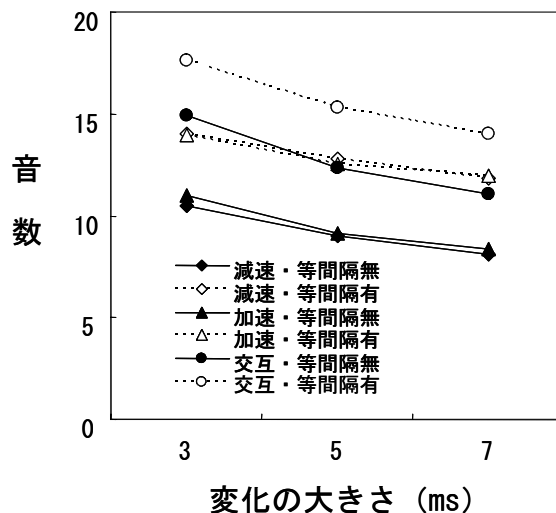 20
15
10
5
0
音数
減速・等間隔無
減速・等間隔有
加速・等間隔無
加速・等間隔有
交互・等間隔無
交互・等間隔有
3 5 7
変化の大きさ (ms)